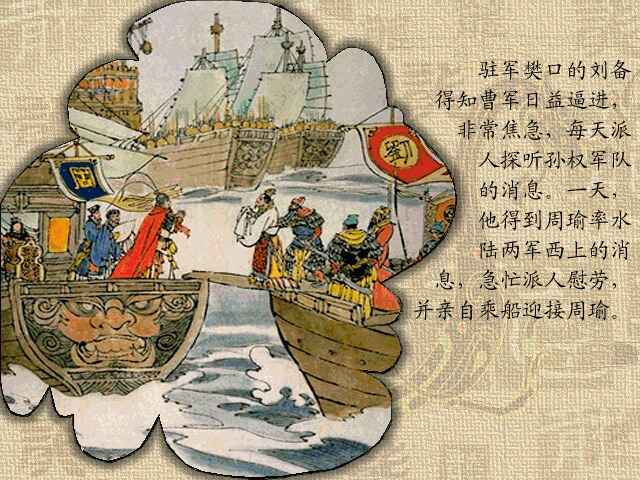 驻军樊口的刘备
得知曹军日益逼进，
非常焦急，每天派
人探听孙权军队
的消息。一天，
他得到周瑜率水
陆两军西上的消
息，急忙派人慰劳，
并亲自乘船迎接周瑜。
周
劉